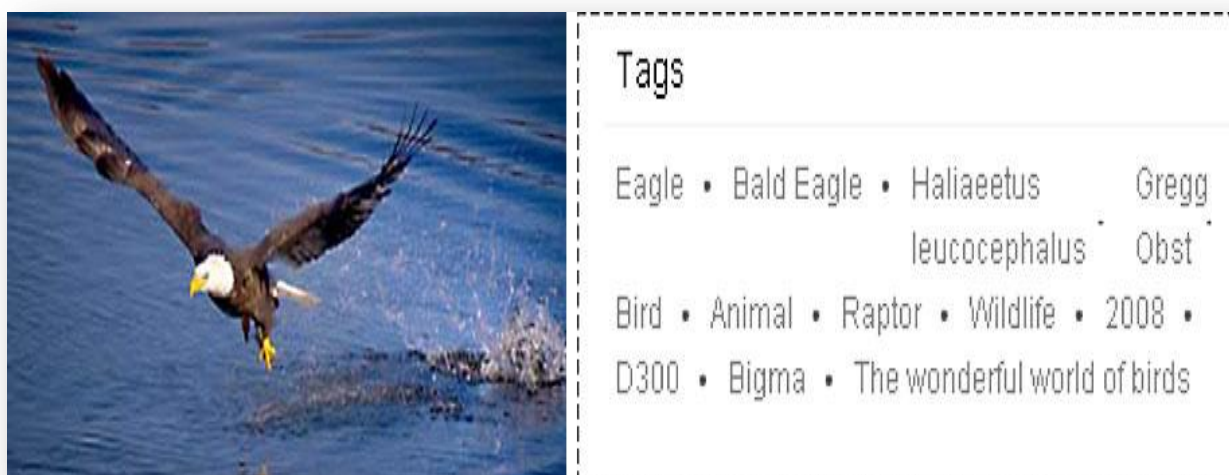 Tags
Eagle • Bald Eagle • Haliaeetus leucocephalus • Gregg Obst •
Bird • Animal • Raptor • Wildlife • 2008 •
D300 • Bigma • The wonderful world of birds